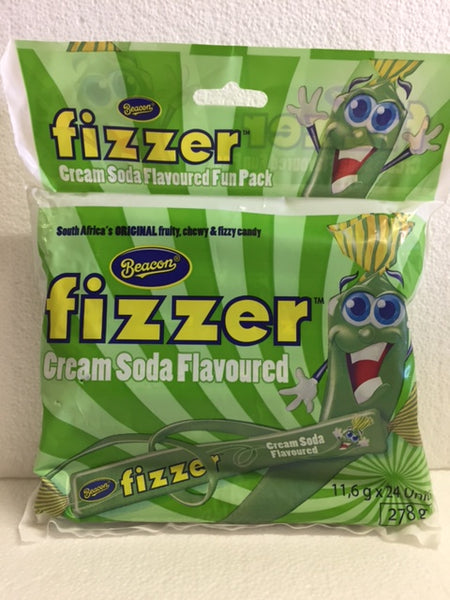 Beacon®
fizzer™
Cream Soda Flavoured Fun Pack
South Africa's ORIGINAL fruity, chewy & fizzy candy
Beacon®
fizzer™
Cream Soda Flavoured
Beacon
fizzer
Cream Soda
Flavoured
11,6 g x 24 Units
278 g